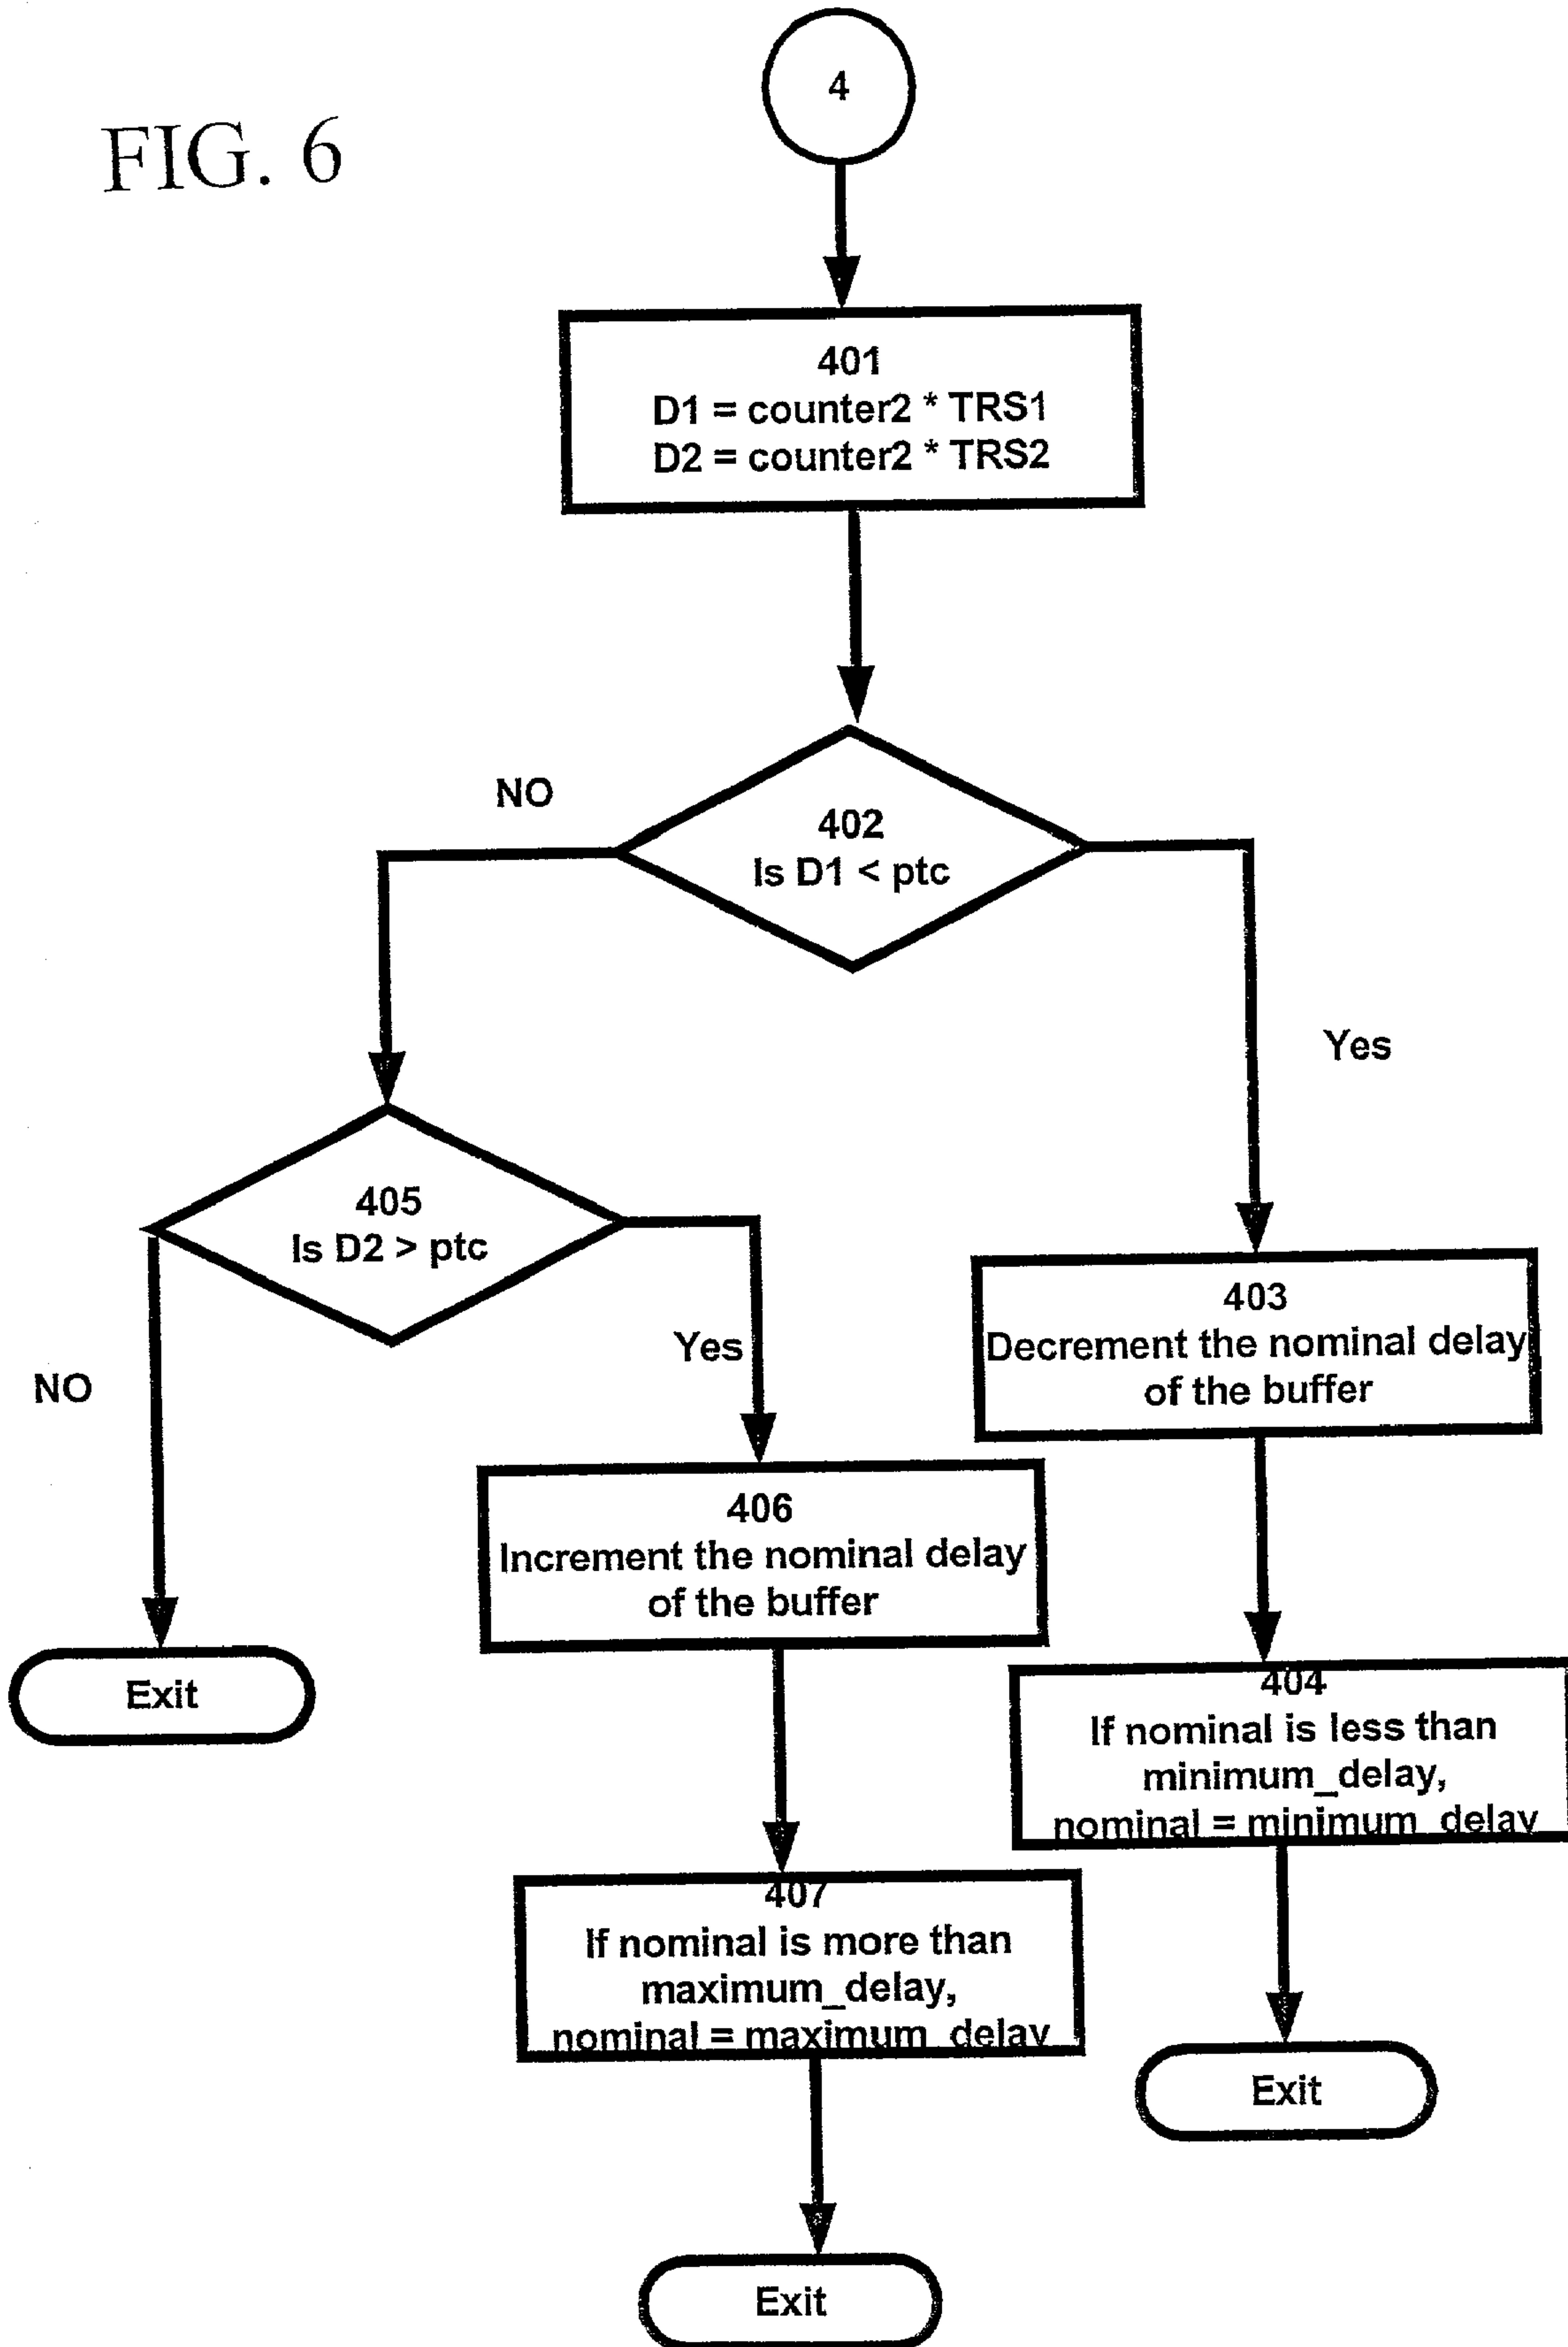 FIG. 6
4
401
D1 = counter2 * TRS1
D2 = counter2 * TRS2
NO
402
Is D1 < ptc
Yes
405
Is D2 > ptc
NO
Yes
403
Decrement the nominal delay
of the buffer
406
Increment the nominal delay
of the buffer
Exit
404
If nominal is less than
minimum_delay,
nominal = minimum_delay
407
If nominal is more than
maximum_delay,
nominal = maximum_delay
Exit
Exit